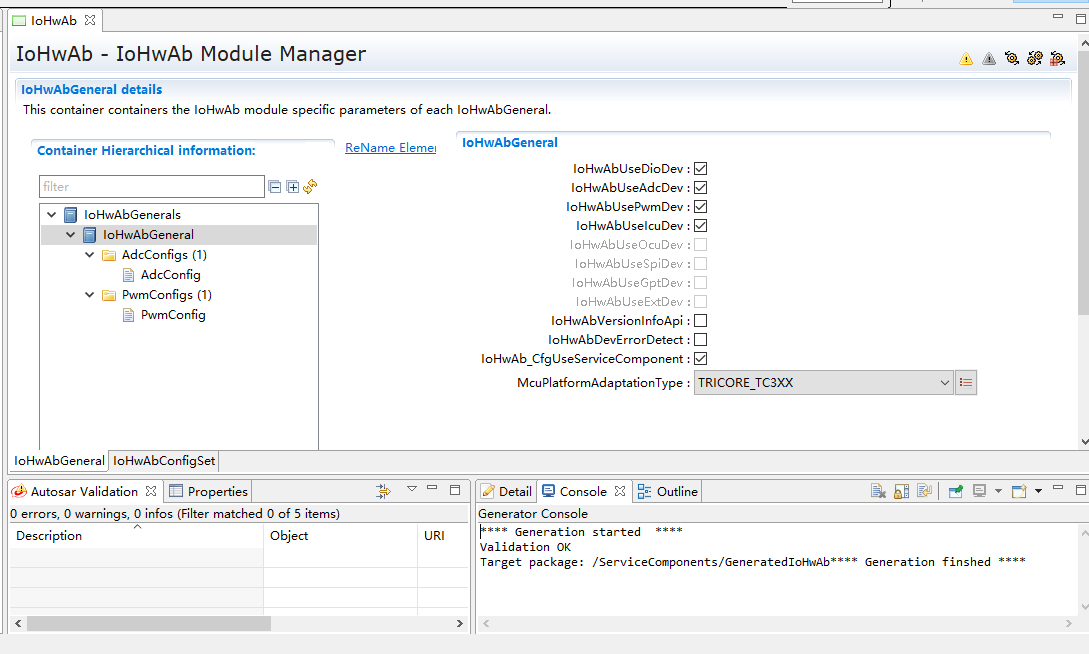 IoHwAb
IoHwAb - IoHwAb Module Manager
IoHwAbGeneral details
This container containers the IoHwAb module specific parameters of each IoHwAbGeneral.
Container Hierarchical information:
ReName Elemer
filter
IoHwAbGenerals
IoHwAbGeneral
AdcConfigs (1)
AdcConfig
PwmConfigs (1)
PwmConfig
IoHwAbGeneral
IoHwAbUseDioDev :
IoHwAbUseAdcDev :
IoHwAbUsePwmDev :
IoHwAbUseIcuDev :
IoHwAbUseOcuDev :
IoHwAbUseSpiDev :
IoHwAbUseGptDev :
IoHwAbUseExtDev :
IoHwAbVersionInfoApi :
IoHwAbDevErrorDetect :
IoHwAb_CfgUseServiceComponent :
McuPlatformAdaptationType : TRICORE_TC3XX
IoHwAbGeneral IoHwAbConfigSet
Autosar Validation Properties
0 errors, 0 warnings, 0 infos (Filter matched 0 of 5 items)
Description Object URI
Detail Console Outline
Generator Console
**** Generation started  ****
Validation OK
Target package: /ServiceComponents/GeneratedIoHwAb**** Generation finshed ****